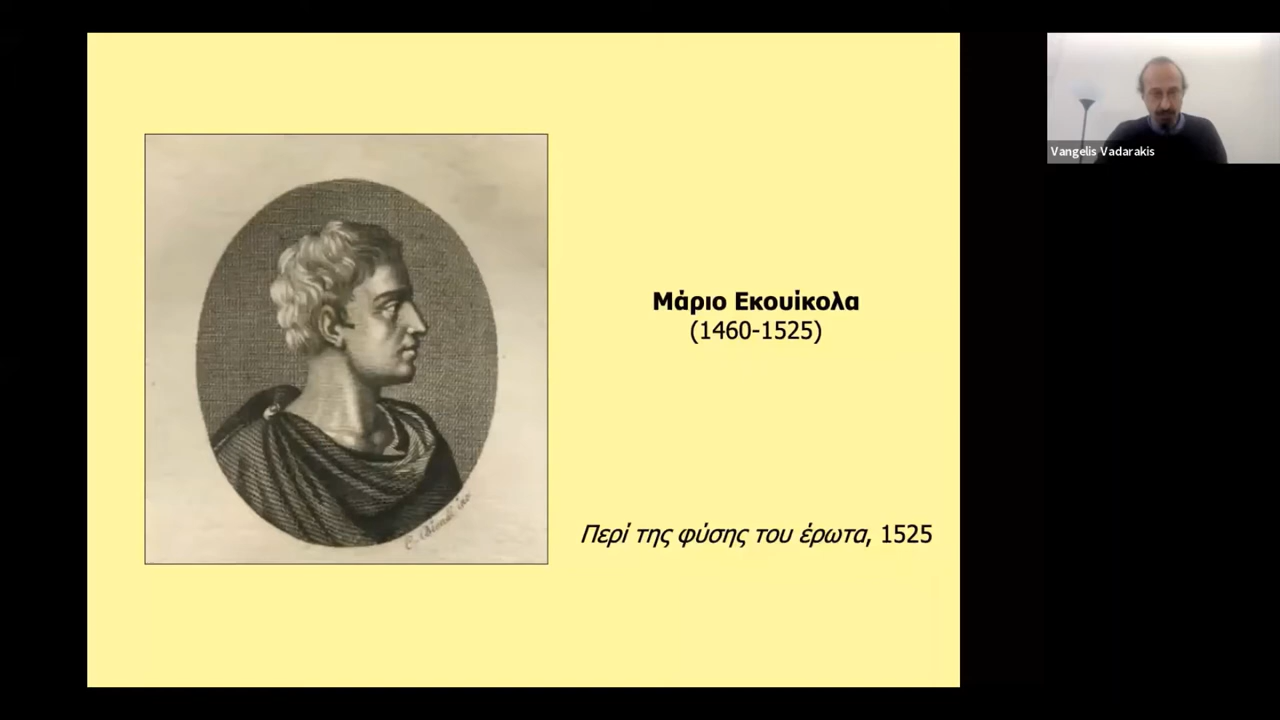 Μάριο Εκουίκολα
(1460-1525)
Περί της φύσης του έρωτα, 1525
Vangelis Vadarakis